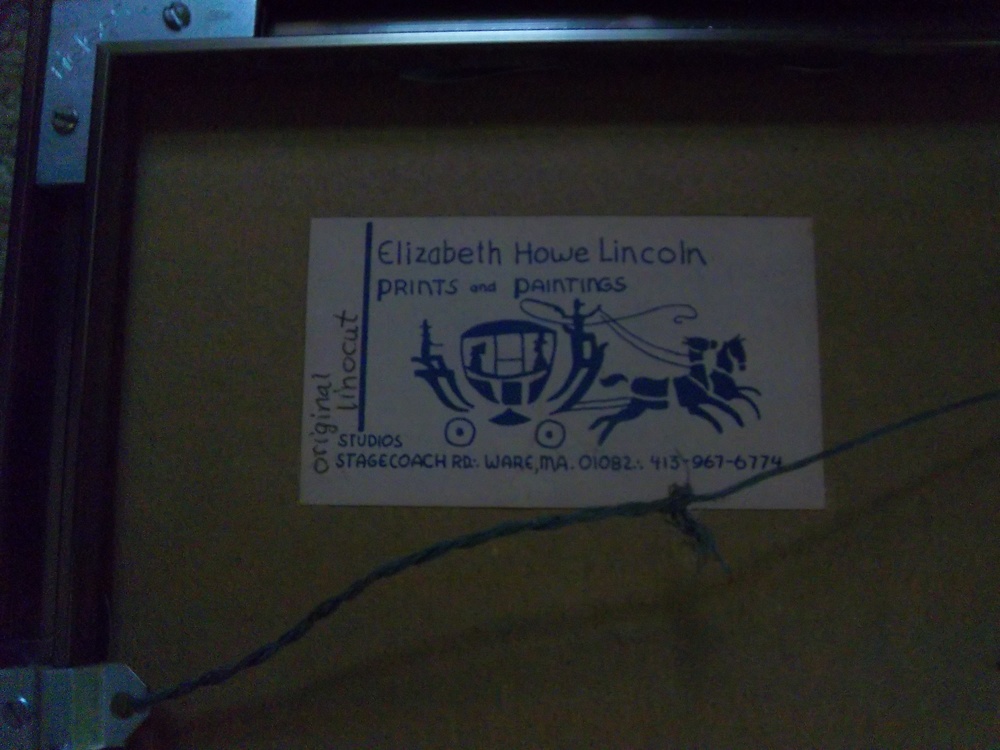 Elizabeth Howe Lincoln
PRINTS and PAINTINGS
original
linocut
STUDIOS
STAGECOACH RD.∴ WARE, MA. 01082.∴ 413-967-6774